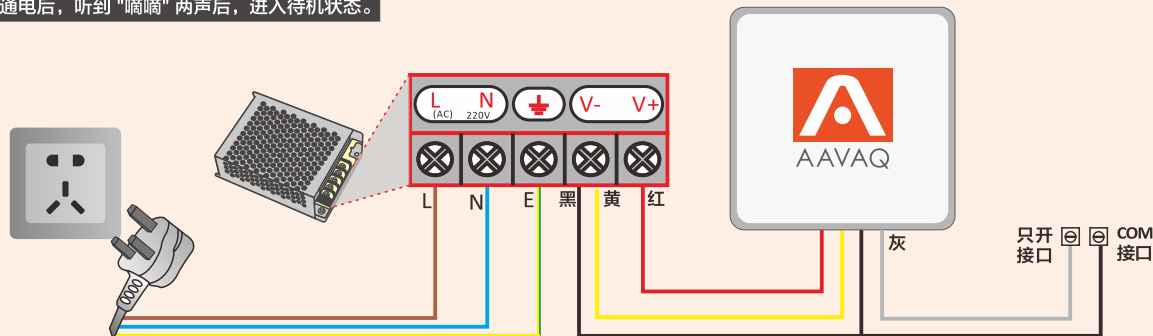 通电后，听到 "嘀嘀" 两声后，进入待机状态。
L N V- V+
(AC) 220V
AAVAQ
L N E 黑 黄 红
灰
只开 COM
接口 接口